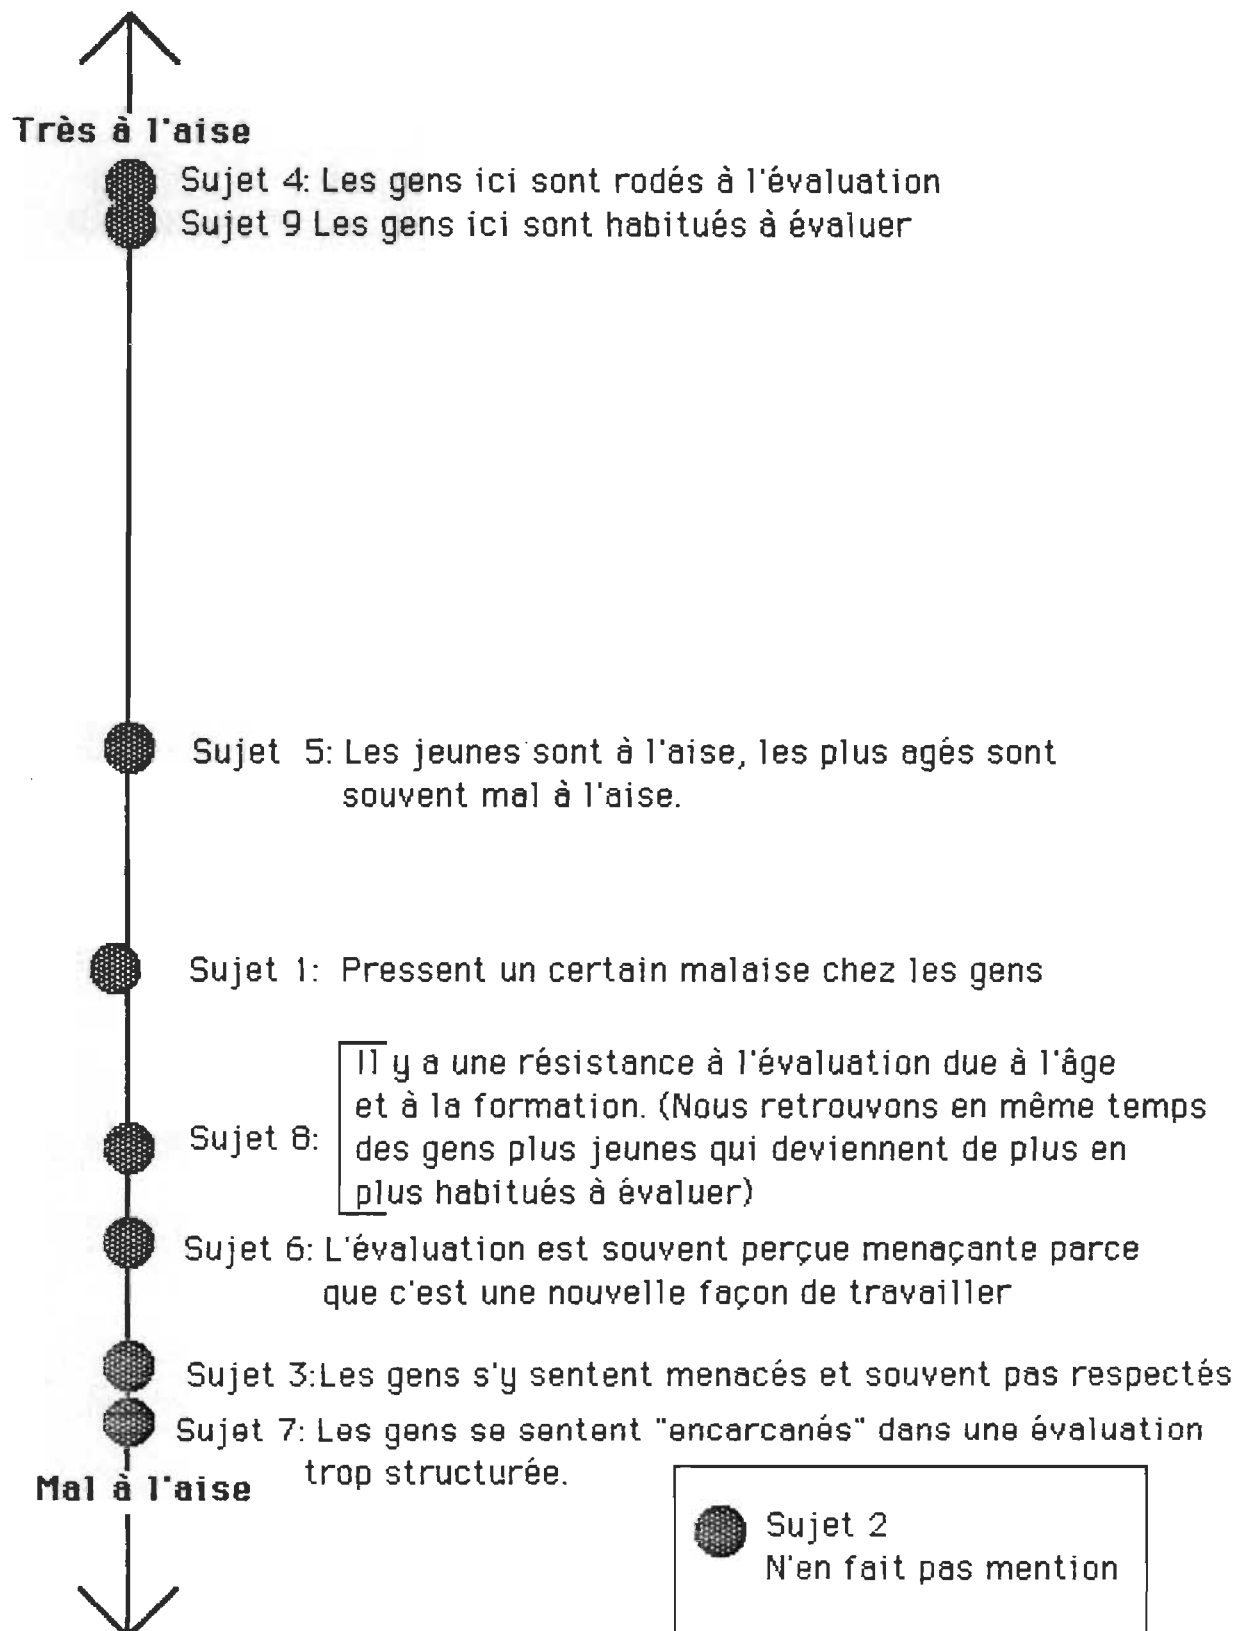 Très à l'aise
Sujet 4: Les gens ici sont rodés à l'évaluation
Sujet 9 Les gens ici sont habitués à évaluer
Sujet 5: Les jeunes sont à l'aise, les plus agés sont
souvent mal à l'aise.
Sujet 1: Pressent un certain malaise chez les gens
Sujet 8:
Il y a une résistance à l'évaluation due à l'âge
et à la formation. (Nous retrouvons en même temps
des gens plus jeunes qui deviennent de plus en
plus habitués à évaluer)
Sujet 6: L'évaluation est souvent perçue menaçante parce
que c'est une nouvelle façon de travailler
Sujet 3:Les gens s'y sentent menacés et souvent pas respectés
Sujet 7: Les gens se sentent "encarcanés" dans une évaluation
trop structurée.
Mal à l'aise
Sujet 2
N'en fait pas mention